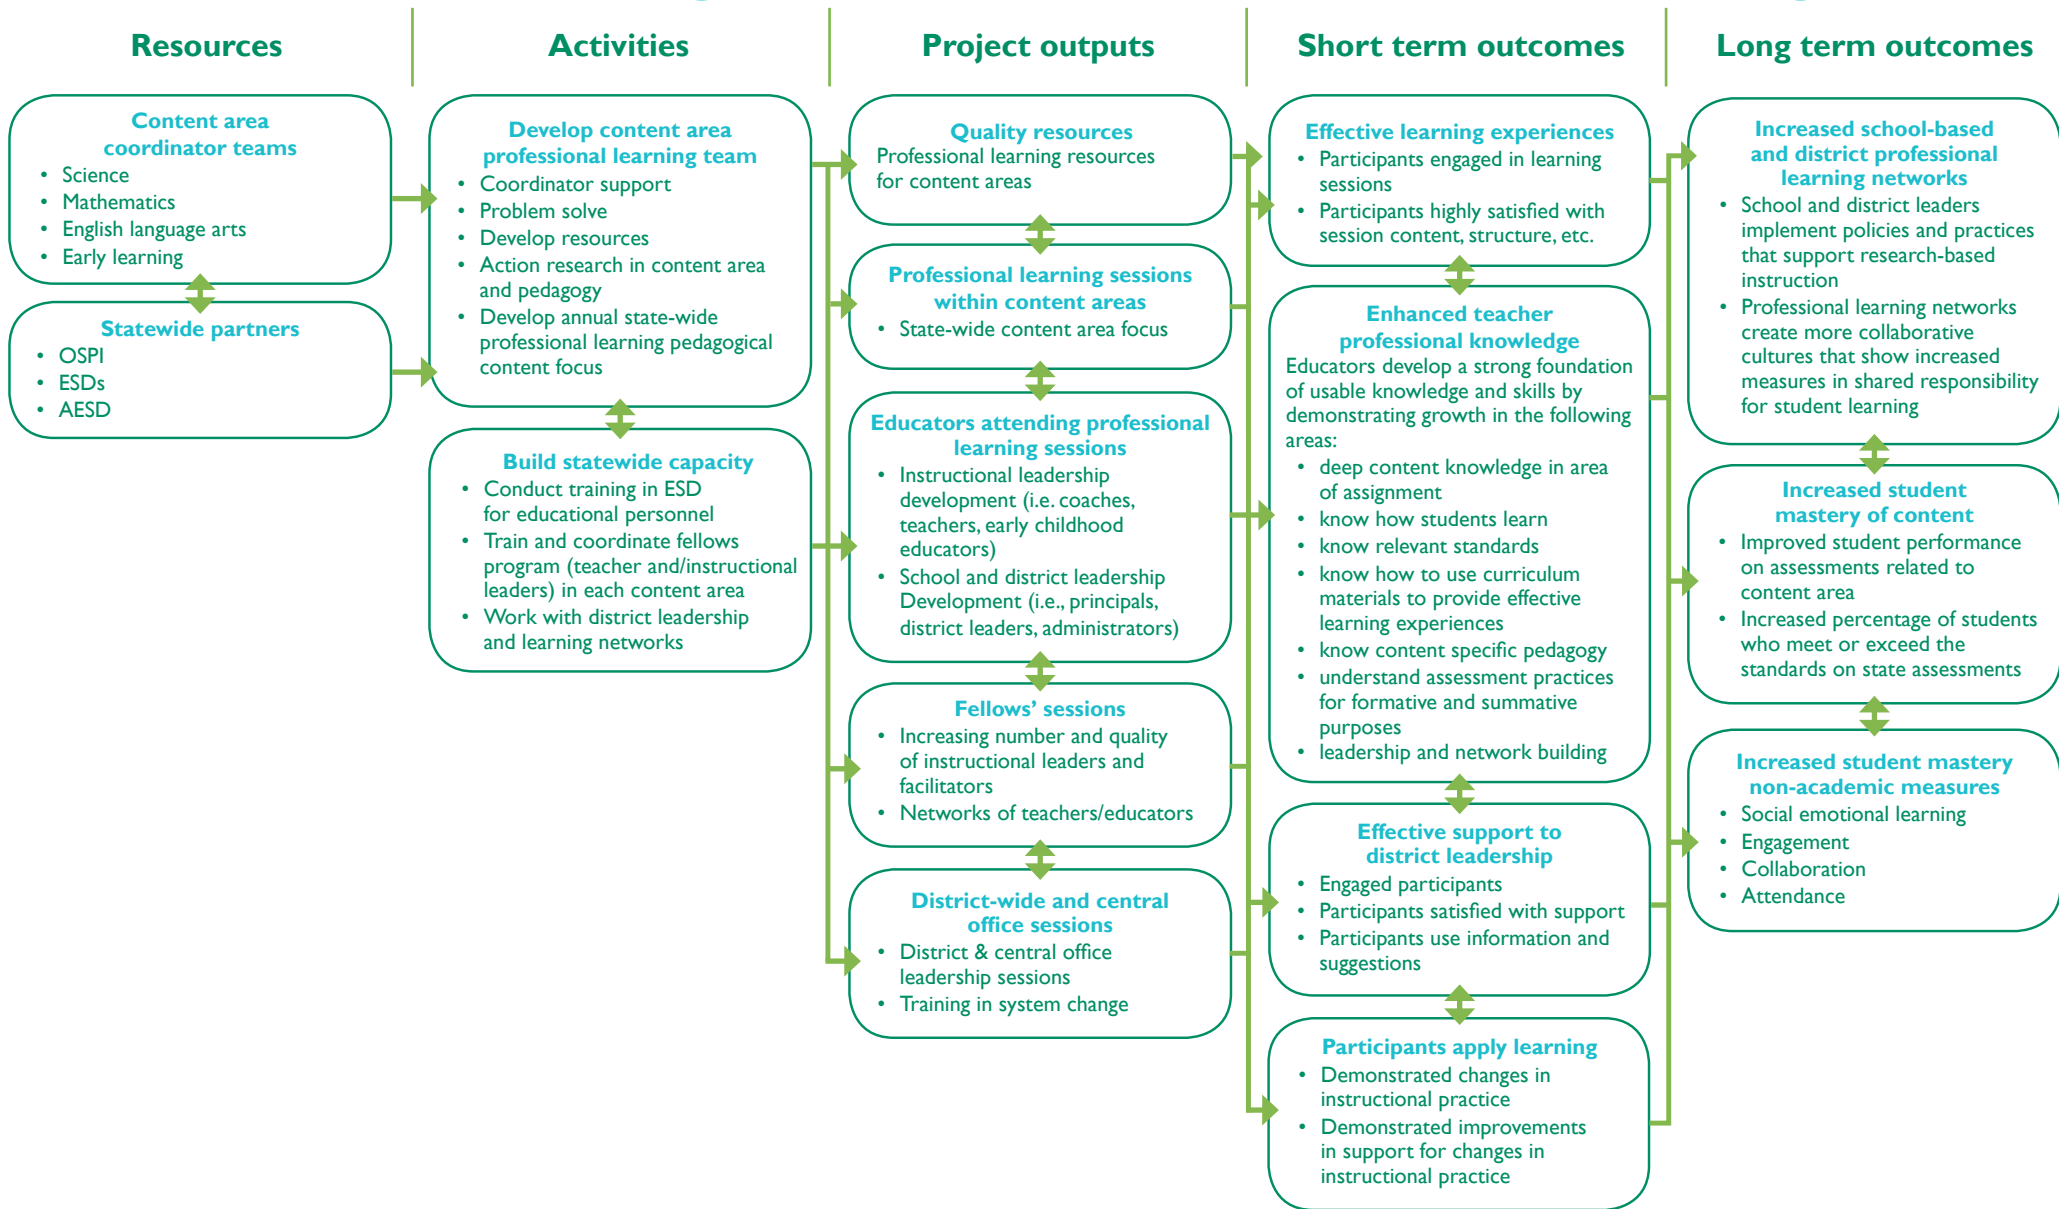 Resources
Activities
Project outputs
Short term outcomes
Long term outcomes
Content area
coordinator teams
• Science
• Mathematics
• English language arts
• Early learning
Statewide partners
• OSPI
• ESDs
• AESD
Develop content area
professional learning team
• Coordinator support
• Problem solve
• Develop resources
• Action research in content area
and pedagogy
• Develop annual state-wide
professional learning pedagogical
content focus
Build statewide capacity
• Conduct training in ESD
for educational personnel
• Train and coordinate fellows
program (teacher and/instructional
leaders) in each content area
• Work with district leadership
and learning networks
Quality resources
Professional learning resources
for content areas
Professional learning sessions
within content areas
• State-wide content area focus
Educators attending professional
learning sessions
• Instructional leadership
development (i.e. coaches,
teachers, early childhood
educators)
• School and district leadership
Development (i.e., principals,
district leaders, administrators)
Fellows’ sessions
• Increasing number and quality
of instructional leaders and
facilitators
• Networks of teachers/educators
District-wide and central
office sessions
• District & central office
leadership sessions
• Training in system change
Effective learning experiences
• Participants engaged in learning
sessions
• Participants highly satisfied with
session content, structure, etc.
Enhanced teacher
professional knowledge
Educators develop a strong foundation
of usable knowledge and skills by
demonstrating growth in the following
areas:
• deep content knowledge in area
of assignment
• know how students learn
• know relevant standards
• know how to use curriculum
materials to provide effective
learning experiences
• know content specific pedagogy
• understand assessment practices
for formative and summative
purposes
• leadership and network building
Effective support to
district leadership
• Engaged participants
• Participants satisfied with support
• Participants use information and
suggestions
Participants apply learning
• Demonstrated changes in
instructional practice
• Demonstrated improvements
in support for changes in
instructional practice
Increased school-based
and district professional
learning networks
• School and district leaders
implement policies and practices
that support research-based
instruction
• Professional learning networks
create more collaborative
cultures that show increased
measures in shared responsibility
for student learning
Increased student
mastery of content
• Improved student performance
on assessments related to
content area
• Increased percentage of students
who meet or exceed the
standards on state assessments
Increased student mastery
non-academic measures
• Social emotional learning
• Engagement
• Collaboration
• Attendance